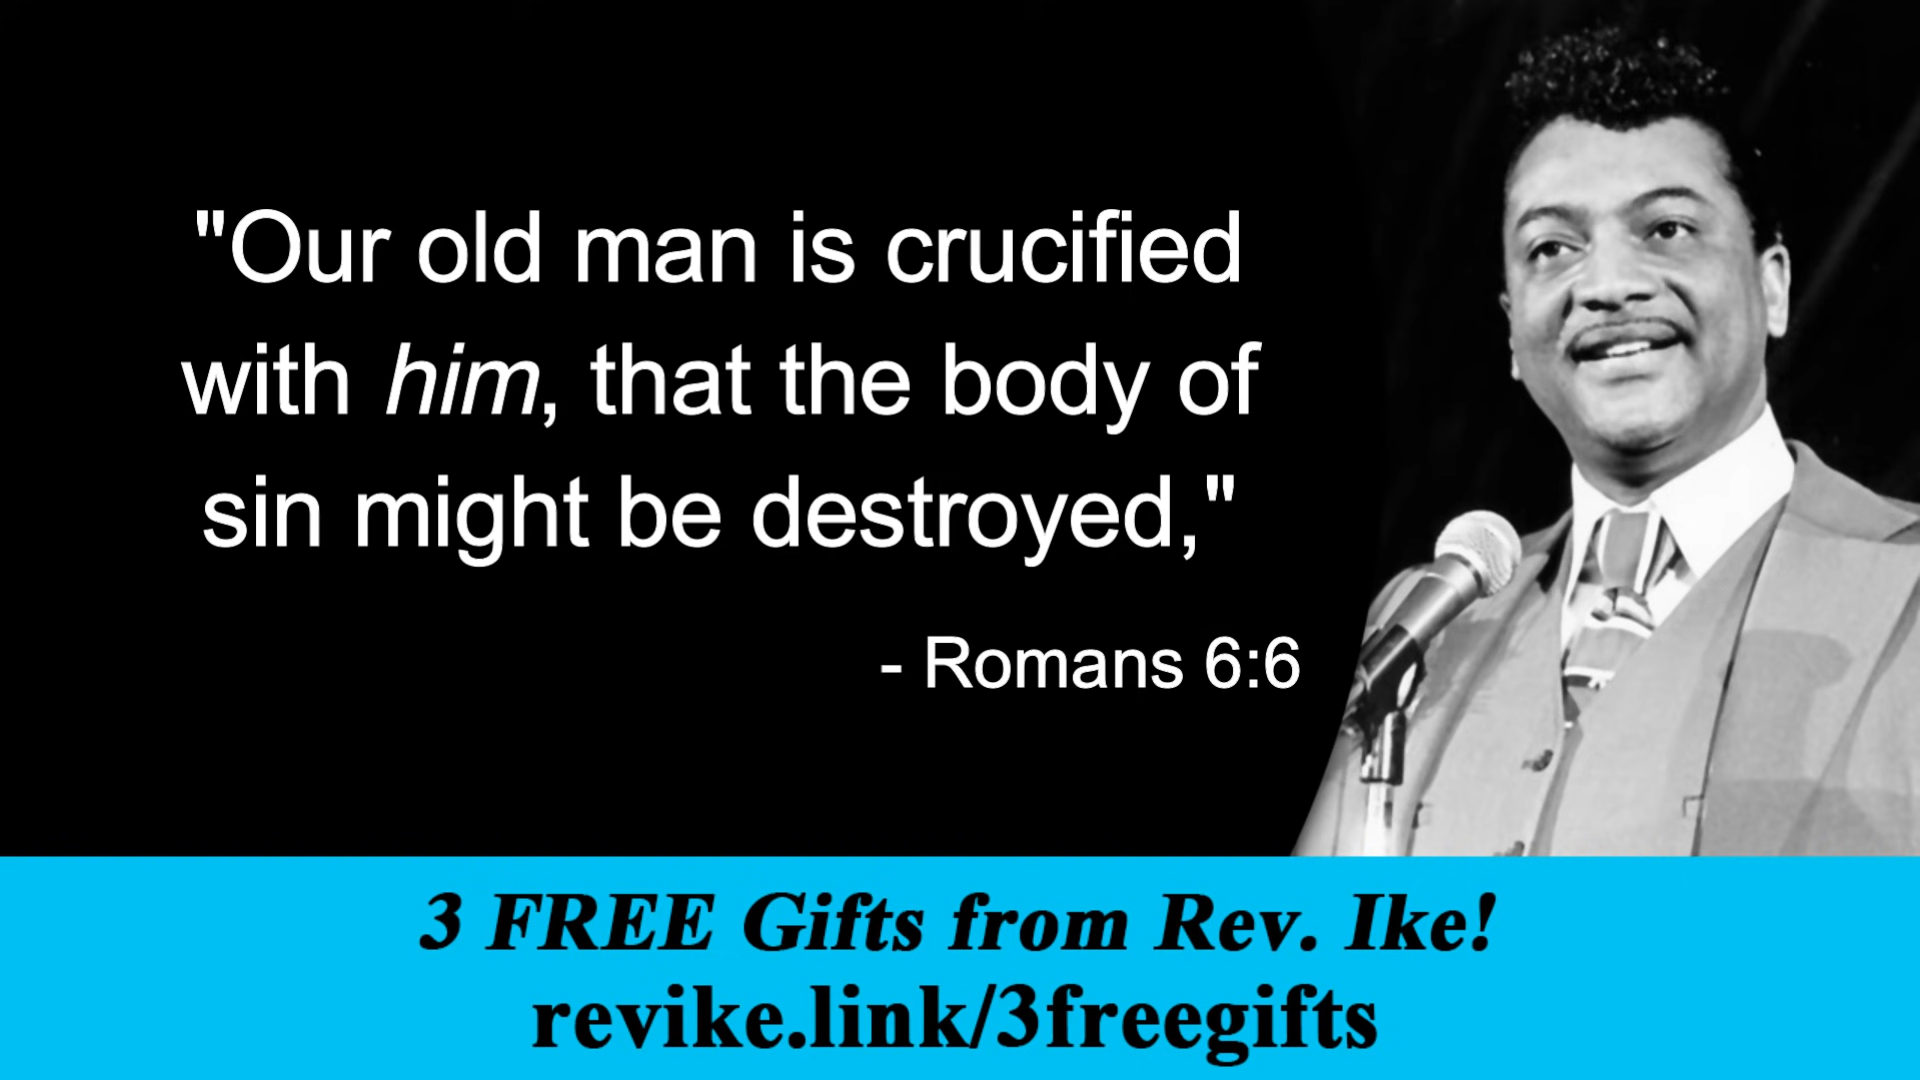 "Our old man is crucified
with him, that the body of
sin might be destroyed,"
- Romans 6:6
3 FREE Gifts from Rev. Ike!
revike.link/3freegifts